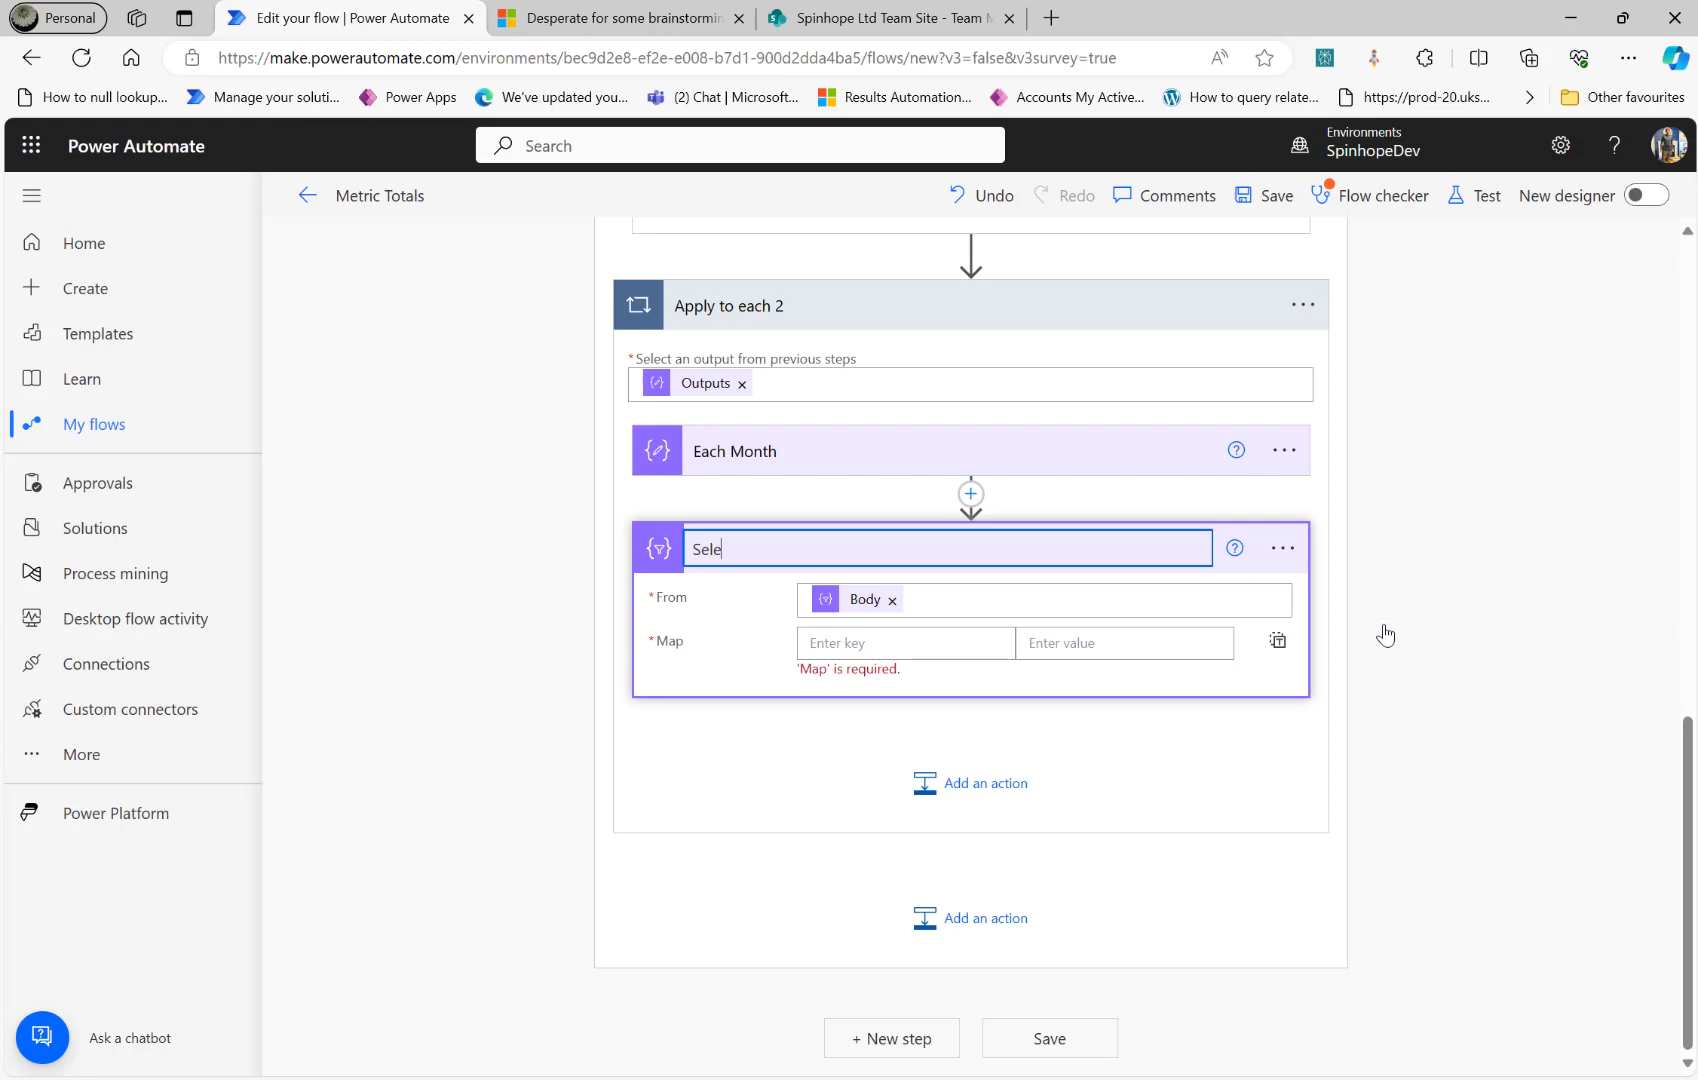 Personal
Edit your flow | Power Automate
Desperate for some brainstormin
Spinhope Ltd Team Site - Team M
https://make.powerautomate.com/environments/bec9d2e8-ef2e-e008-b7d1-900d2dda4ba5/flows/new?v3=false&v3survey=true
How to null lookup...
Manage your soluti...
Power Apps
We've updated you...
(2) Chat | Microsoft...
Results Automation...
Accounts My Active...
How to query relate...
https://prod-20.uks...
Other favourites
Power Automate
Search
Environments
SpinhopeDev
Metric Totals
Undo
Redo
Comments
Save
Flow checker
Test
New designer
Home
Create
Templates
Learn
My flows
Approvals
Solutions
Process mining
Desktop flow activity
Connections
Custom connectors
More
Power Platform
Ask a chatbot
Apply to each 2
* Select an output from previous steps
Outputs
Each Month
Sele
* From
Body
* Map
Enter key
Enter value
'Map' is required.
Add an action
Add an action
+ New step
Save